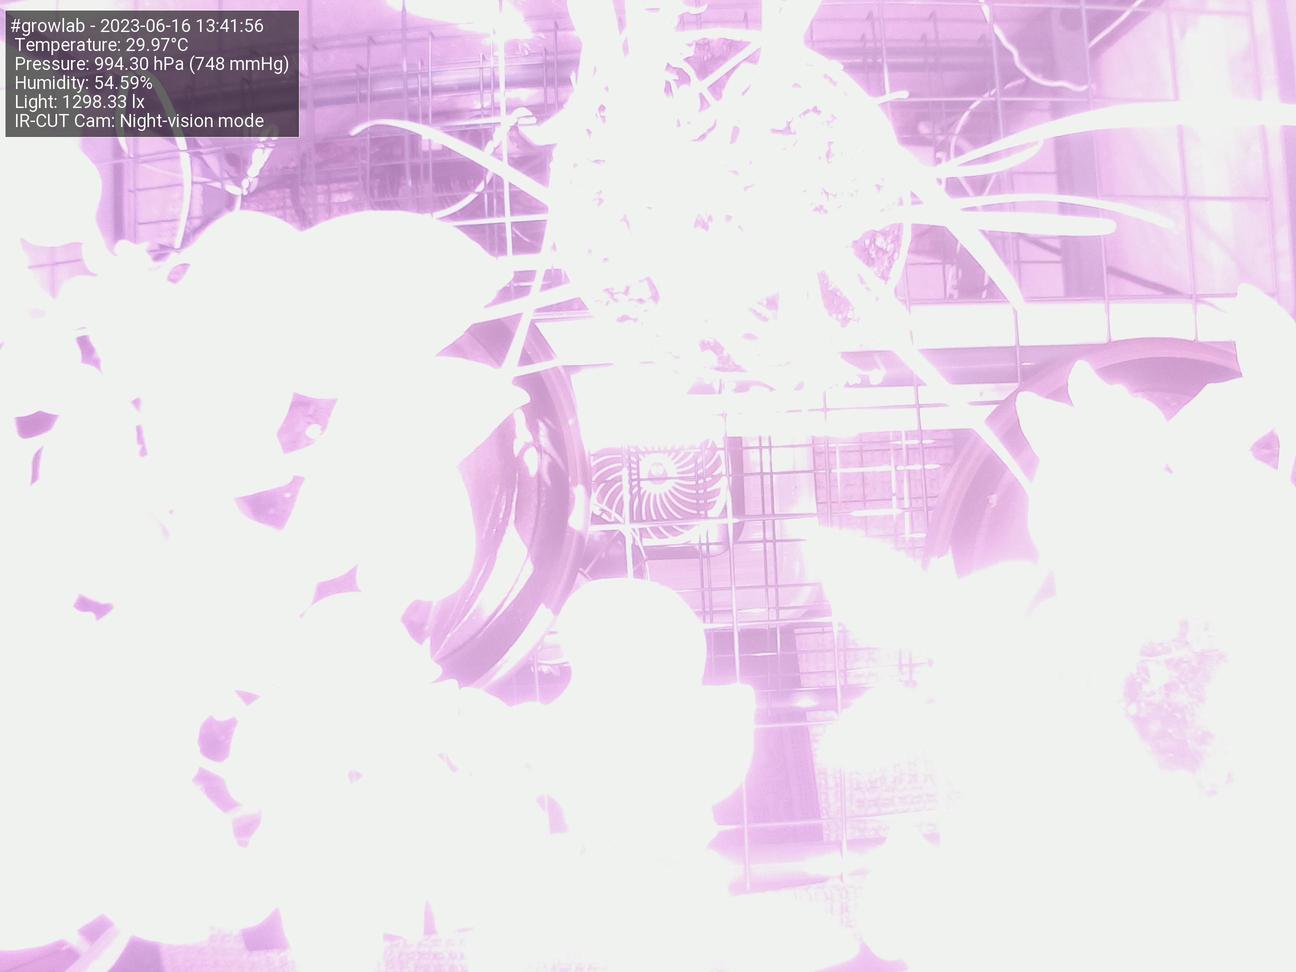 #growlab - 2023-06-16 13:41:56
Temperature: 29.97°C
Pressure: 994.30 hPa (748 mmHg)
Humidity: 54.59%
Light: 1298.33 lx
IR-CUT Cam: Night-vision mode